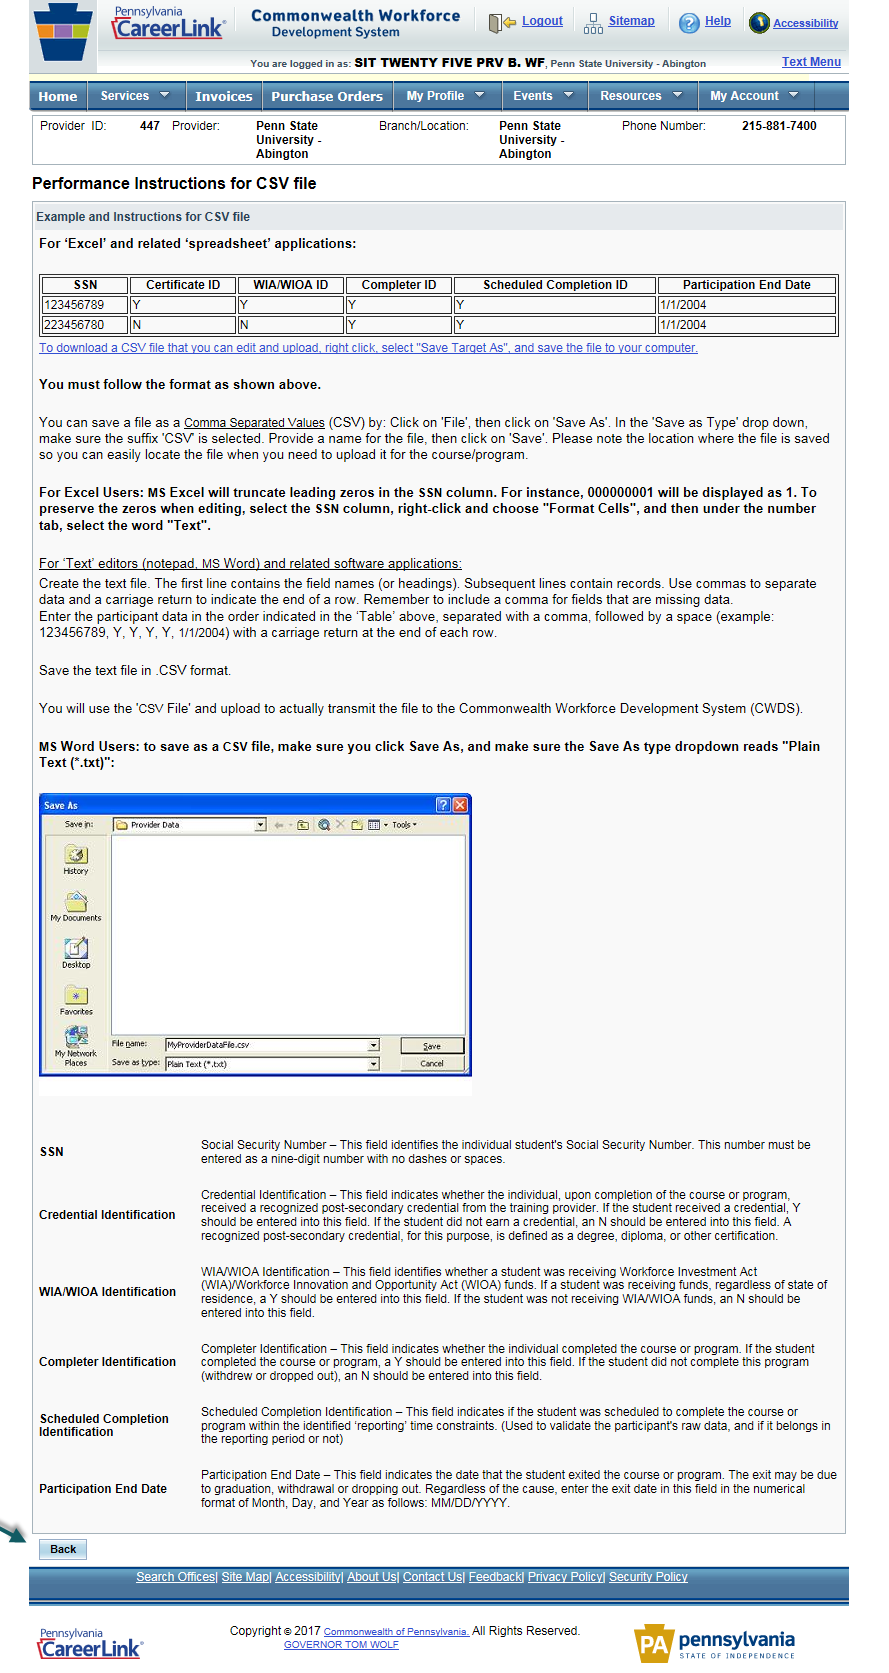 Pennsylvania
CareerLink
Commonwealth Workforce
Development System
Logout
Sitemap
Help
Accessibility
You are logged in as: SIT TWENTY FIVE PRV B. WF, Penn State University - Abington
Text Menu
Home Services Invoices Purchase Orders My Profile Events Resources My Account
Provider ID: 447 Provider: Penn State University - Abington Branch/Location: Penn State University - Abington Phone Number: 215-881-7400
Performance Instructions for CSV file
Example and Instructions for CSV file
For ‘Excel’ and related ‘spreadsheet’ applications:
SSN Certificate ID WIA/WIOA ID Completer ID Scheduled Completion ID Participation End Date
123456789 Y Y Y Y 1/1/2004
223456780 N N Y Y 1/1/2004
To download a CSV file that you can edit and upload, right click, select "Save Target As", and save the file to your computer.
You must follow the format as shown above.
You can save a file as a Comma Separated Values (CSV) by: Click on 'File', then click on 'Save As'. In the 'Save as Type' drop down,
make sure the suffix 'CSV' is selected. Provide a name for the file, then click on 'Save'. Please note the location where the file is saved
so you can easily locate the file when you need to upload it for the course/program.
For Excel Users: MS Excel will truncate leading zeros in the SSN column. For instance, 000000001 will be displayed as 1. To
preserve the zeros when editing, select the SSN column, right-click and choose "Format Cells", and then under the number
tab, select the word "Text".
For ‘Text’ editors (notepad, MS Word) and related software applications:
Create the text file. The first line contains the field names (or headings). Subsequent lines contain records. Use commas to separate
data and a carriage return to indicate the end of a row. Remember to include a comma for fields that are missing data.
Enter the participant data in the order indicated in the ‘Table’ above, separated with a comma, followed by a space (example:
123456789, Y, Y, Y, Y, 1/1/2004) with a carriage return at the end of each row.
Save the text file in .CSV format.
You will use the 'CSV File' and upload to actually transmit the file to the Commonwealth Workforce Development System (CWDS).
MS Word Users: to save as a CSV file, make sure you click Save As, and make sure the Save As type dropdown reads "Plain
Text (*.txt)":
Save As
Save in: Provider Data Tools
History
My Documents
Desktop
Favorites
My Network
Places
File name: MyProviderDataFile.csv Save
Save as type: Plain Text (*.txt) Cancel
SSN
Social Security Number – This field identifies the individual student's Social Security Number. This number must be
entered as a nine-digit number with no dashes or spaces.
Credential Identification
Credential Identification – This field indicates whether the individual, upon completion of the course or program,
received a recognized post-secondary credential from the training provider. If the student received a credential, Y
should be entered into this field. If the student did not earn a credential, an N should be entered into this field. A
recognized post-secondary credential, for this purpose, is defined as a degree, diploma, or other certification.
WIA/WIOA Identification
WIA/WIOA Identification – This field identifies whether a student was receiving Workforce Investment Act
(WIA)/Workforce Innovation and Opportunity Act (WIOA) funds. If a student was receiving funds, regardless of state of
residence, a Y should be entered into this field. If the student was not receiving WIA/WIOA funds, an N should be
entered into this field.
Completer Identification
Completer Identification – This field indicates whether the individual completed the course or program. If the student
completed the course or program, a Y should be entered into this field. If the student did not complete this program
(withdrew or dropped out), an N should be entered into this field.
Scheduled Completion
Identification
Scheduled Completion Identification – This field indicates if the student was scheduled to complete the course or
program within the identified ‘reporting’ time constraints. (Used to validate the participant's raw data, and if it belongs in
the reporting period or not)
Participation End Date
Participation End Date – This field indicates the date that the student exited the course or program. The exit may be due
to graduation, withdrawal or dropping out. Regardless of the cause, enter the exit date in this field in the numerical
format of Month, Day, and Year as follows: MM/DD/YYYY.
Back
Search Offices| Site Map| Accessibility| About Us| Contact Us| Feedback| Privacy Policy| Security Policy
Pennsylvania
CareerLink
Copyright © 2017 Commonwealth of Pennsylvania. All Rights Reserved.
GOVERNOR TOM WOLF
PA pennsylvania
STATE OF INDEPENDENCE